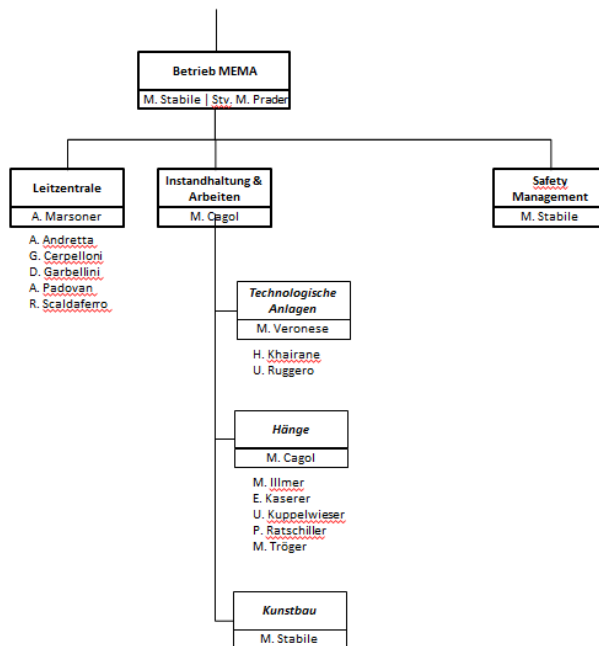 Betrieb MEMA
M. Stabile | Stv. M. Prader
Leitzentrale
A. Marsoner
A. Andretta
G. Cerpelloni
D. Garbellini
A. Padovan
R. Scaldaferro
Instandhaltung &
Arbeiten
M. Cagol
Safety
Management
M. Stabile
Technologische
Anlagen
M. Veronese
H. Khairane
U. Ruggero
Hänge
M. Cagol
M. Illmer
E. Kaserer
U. Kuppelwieser
P. Ratschiller
M. Tröger
Kunstbau
M. Stabile